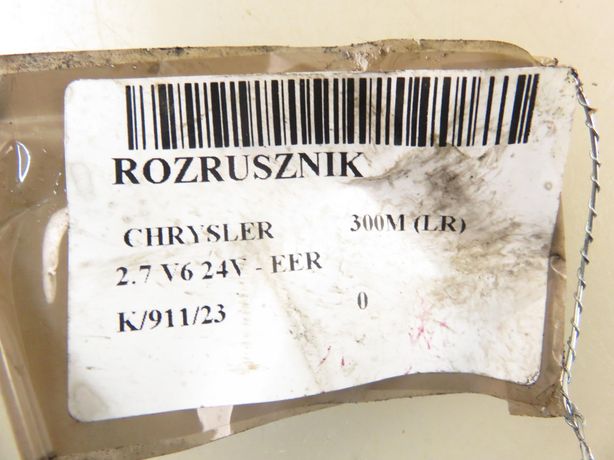 ROZRUSZNIK
CHRYSLER 300M (LR)
2.7 V6 24V - EER
K/911/23 0